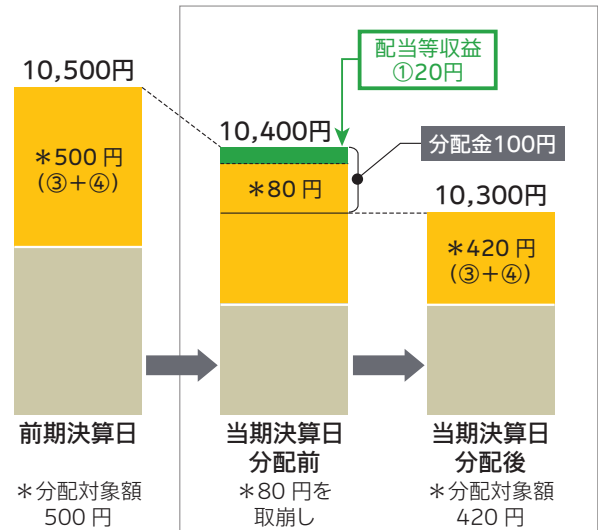 配当等収益
①20円
10,500円
10,400円
分配金100円
＊500 円
(③＋④)
＊80 円
10,300円
＊420 円
(③＋④)
前期決算日
当期決算日
分配前
当期決算日
分配後
＊分配対象額
500 円
＊80 円を
取崩し
＊分配対象額
420 円